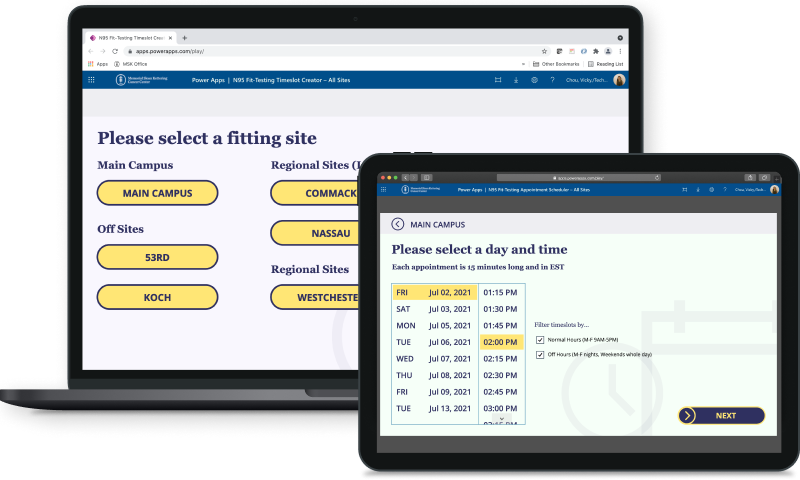 N95 Fit-Testing Timeslot Creator
apps.powerapps.com/play/
Apps
MSK Office
Other Bookmarks
Reading List
Memorial Sloan Kettering
Cancer Center
Power Apps | N95 Fit-Testing Timeslot Creator – All Sites
?
Chou, Vicky/Tech...
Please select a fitting site
Main Campus
MAIN CAMPUS
Off Sites
53RD
KOCH
Regional Sites (L
COMMACK
NASSAU
Regional Sites
WESTCHESTE
apps.powerapps.com/play/
Memorial Sloan Kettering
Cancer Center
Power Apps | N95 Fit-Testing Appointment Scheduler – All Sites
?
Chou, Vicky/Tech...
MAIN CAMPUS
Please select a day and time
Each appointment is 15 minutes long and in EST
FRI Jul 02, 2021 01:15 PM
SAT Jul 03, 2021 01:30 PM
MON Jul 05, 2021 01:45 PM
TUE Jul 06, 2021 02:00 PM
WED Jul 07, 2021 02:15 PM
THU Jul 08, 2021 02:30 PM
FRI Jul 09, 2021 02:45 PM
TUE Jul 13, 2021 03:00 PM
Filter timeslots by...
Normal Hours (M-F 9AM-5PM)
Off Hours (M-F nights, Weekends whole day)
NEXT